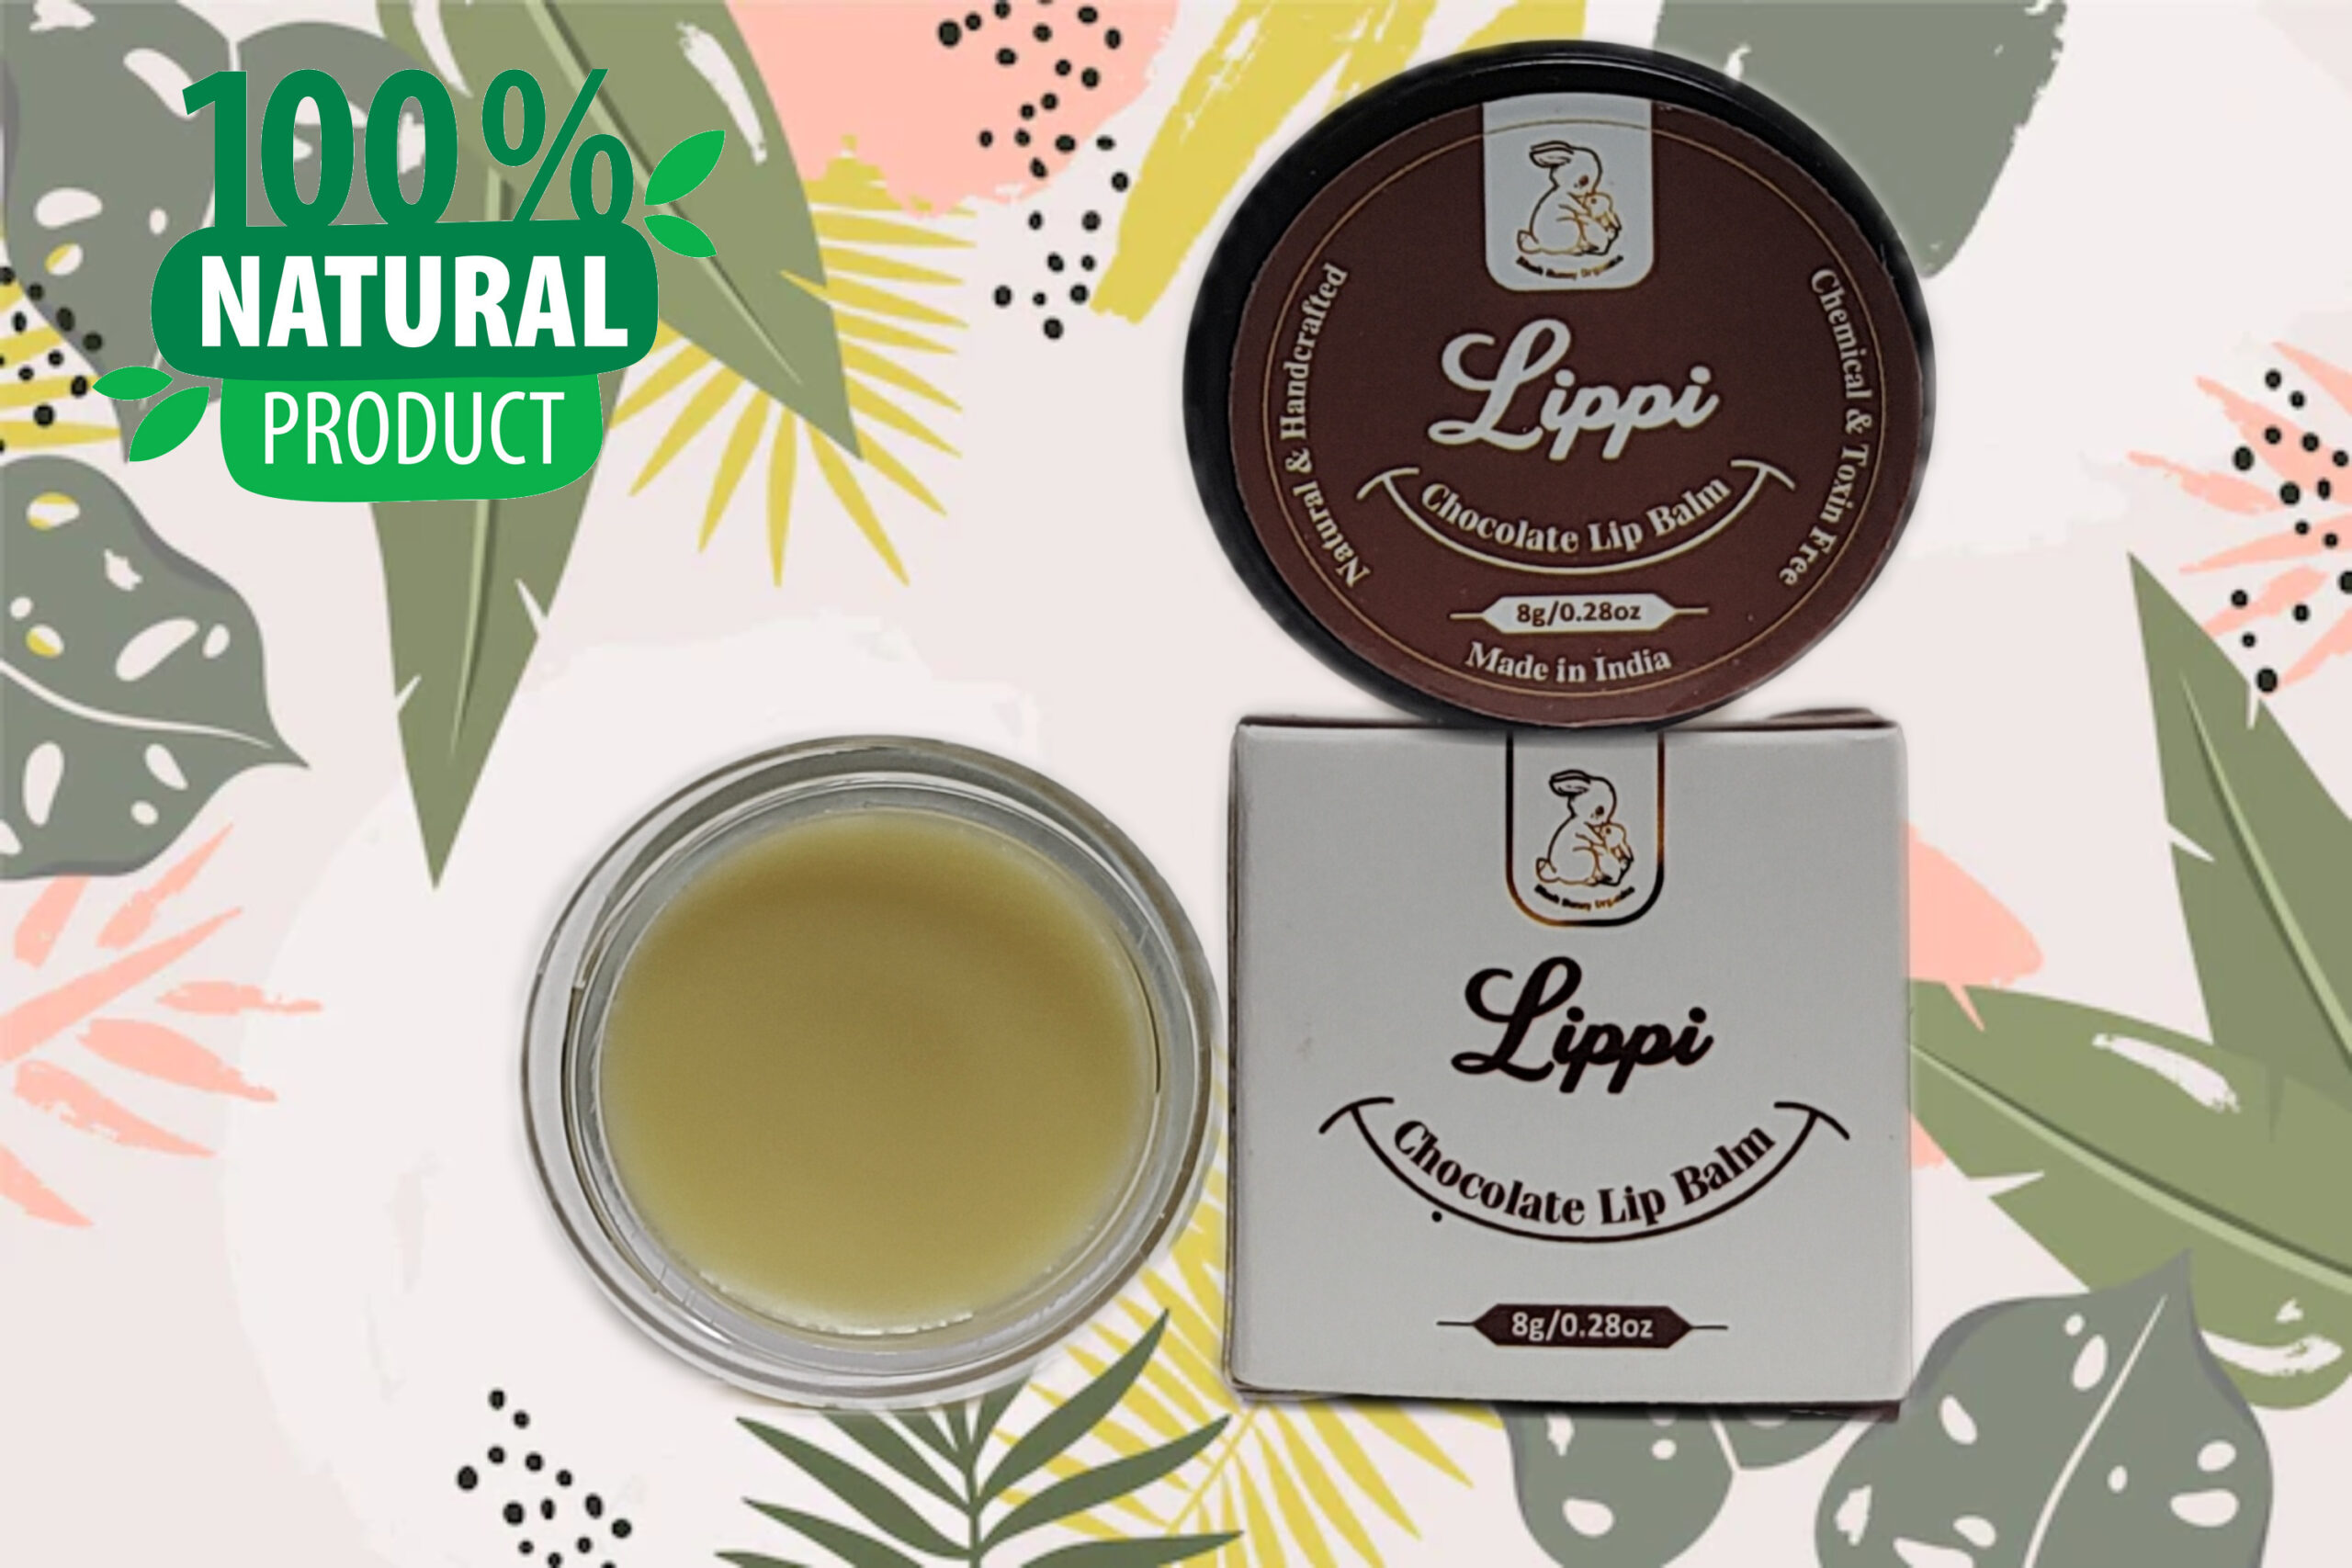 100%
NATURAL
PRODUCT
Natural & Handcrafted
Chemical & Toxin Free
Lippi
Chocolate Lip Balm
8g/0.28oz
Made in India
Lippi
Chocolate Lip Balm
8g/0.28oz